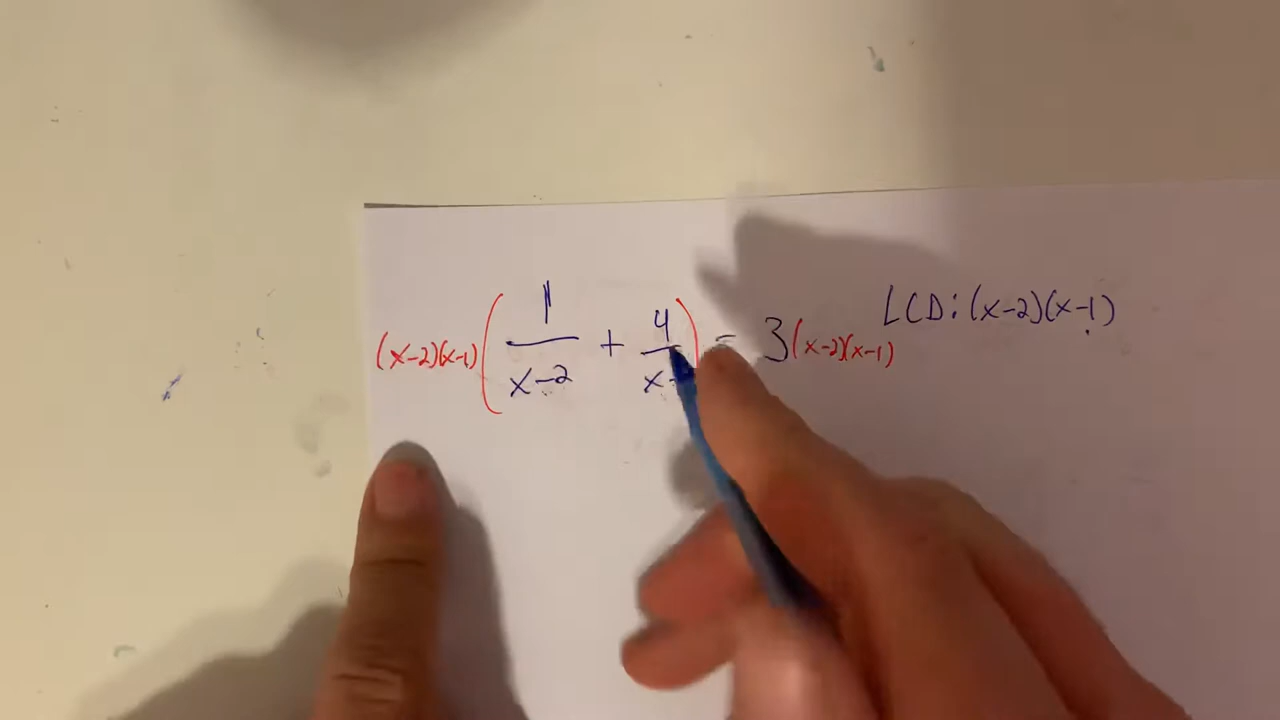 LCD: (x-2)(x-1)
(x-2)(x-1) ( 1/(x-2) + 4/(x- ) = 3(x-2)(x-1)